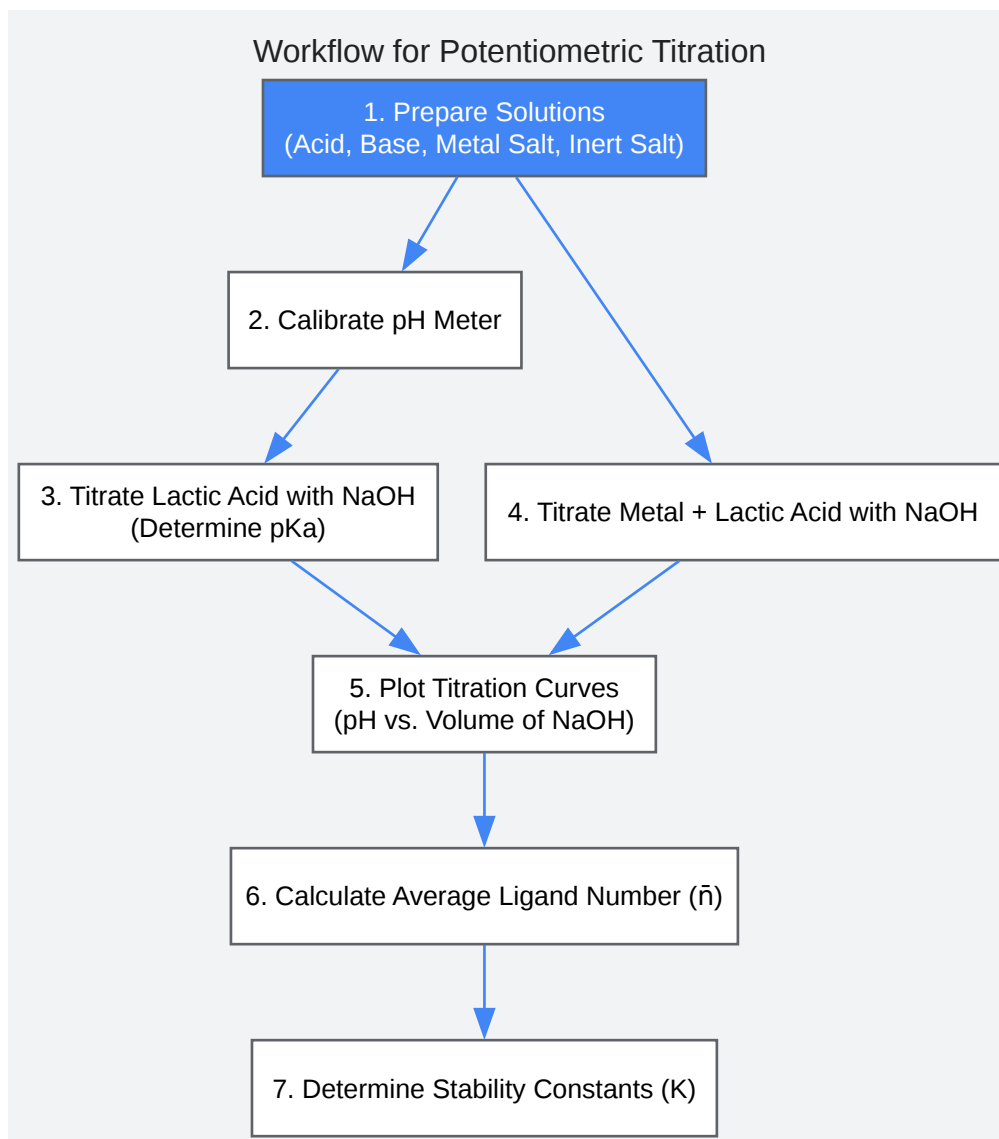 Workflow for Potentiometric Titration
1. Prepare Solutions
(Acid, Base, Metal Salt, Inert Salt)
2. Calibrate pH Meter
3. Titrate Lactic Acid with NaOH
(Determine pKa)
4. Titrate Metal + Lactic Acid with NaOH
5. Plot Titration Curves
(pH vs. Volume of NaOH)
6. Calculate Average Ligand Number (n̄)
7. Determine Stability Constants (K)